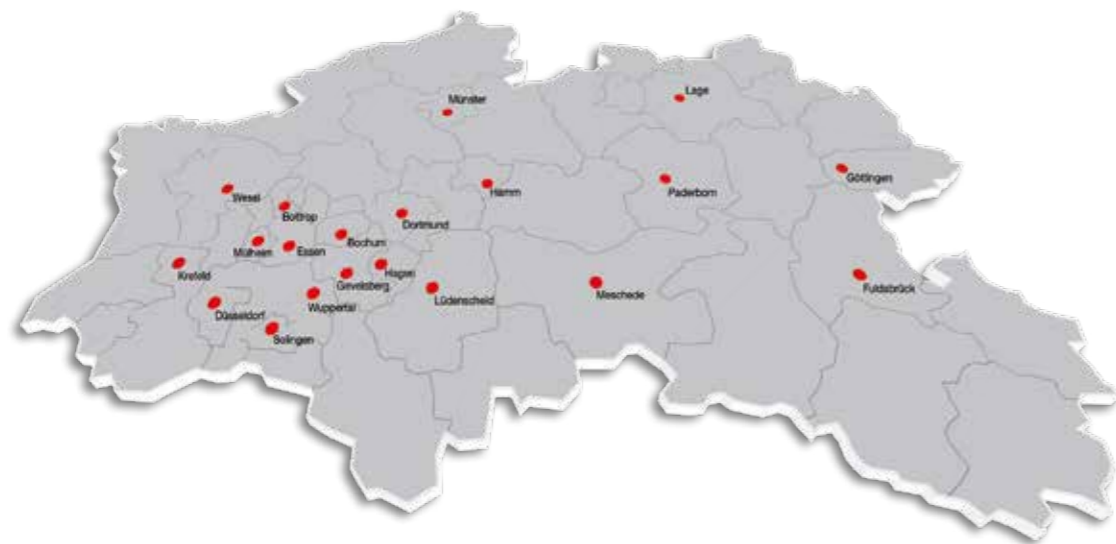 Lage
Münster
Göttingen
Hamm
Paderborn
Wesel
Bottrop
Dortmund
Bochum
Mülheim
Essen
Krefeld
Hagen
Gevelsberg
Fuldabrück
Lüdenscheid
Meschede
Wuppertal
Düsseldorf
Solingen